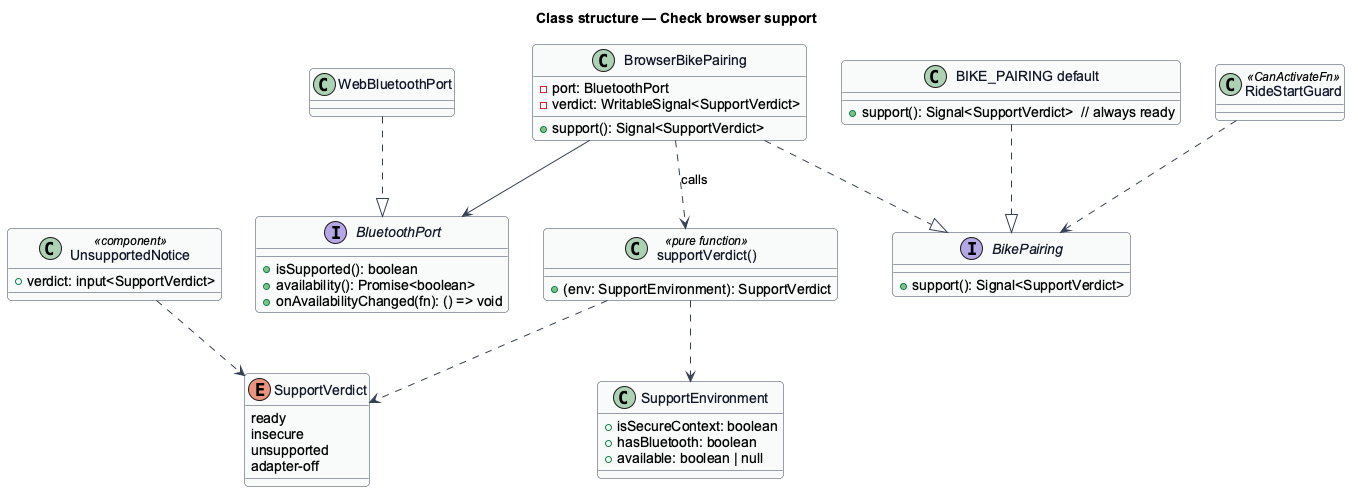 Class structure — Check browser support
C WebBluetoothPort
C BrowserBikePairing
port: BluetoothPort
verdict: WritableSignal<SupportVerdict>
support(): Signal<SupportVerdict>
C BIKE_PAIRING default
support(): Signal<SupportVerdict>  // always ready
C «CanActivateFn»
RideStartGuard
calls
C «component»
UnsupportedNotice
verdict: input<SupportVerdict>
I BluetoothPort
isSupported(): boolean
availability(): Promise<boolean>
onAvailabilityChanged(fn): () => void
C «pure function»
supportVerdict()
(env: SupportEnvironment): SupportVerdict
I BikePairing
support(): Signal<SupportVerdict>
E SupportVerdict
ready
insecure
unsupported
adapter-off
C SupportEnvironment
isSecureContext: boolean
hasBluetooth: boolean
available: boolean | null